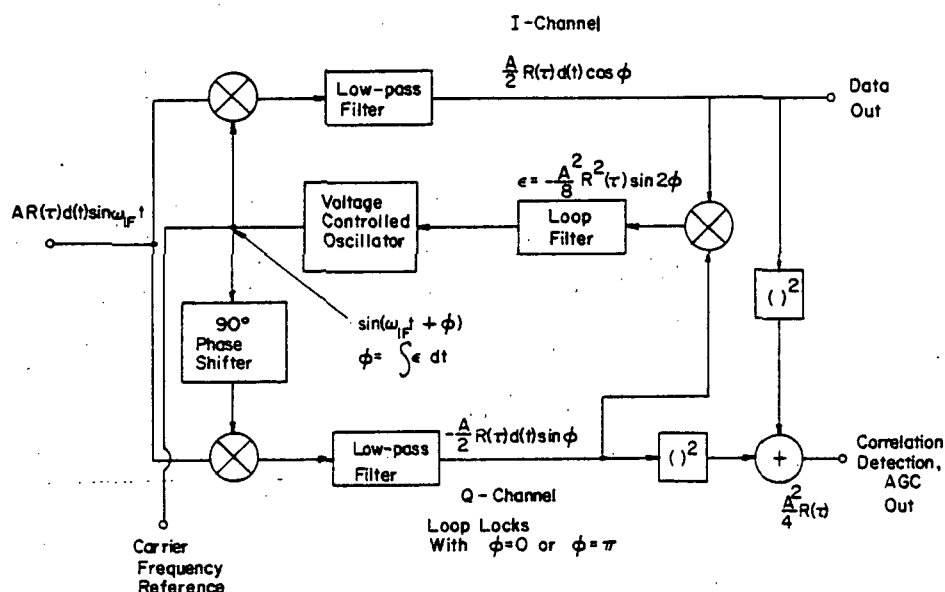 I-Channel
A/2 R(τ)d(t)cos ϕ
Low-pass
Filter
Data
Out
ϵ=-A²/8 R²(τ)sin 2ϕ
AR(τ)d(t)sinω_IF t
Voltage
Controlled
Oscillator
Loop
Filter
( )²
90°
Phase
Shifter
sin(ω_IF t + ϕ)
ϕ= ∫ϵ dt
-A/2 R(τ)d(t)sin ϕ
Low-pass
Filter
( )²
+
Correlation
Detection,
AGC
Out
A²/4 R(τ)
Q-Channel
Loop Locks
With ϕ=0 or ϕ=π
Carrier
Frequency
Reference